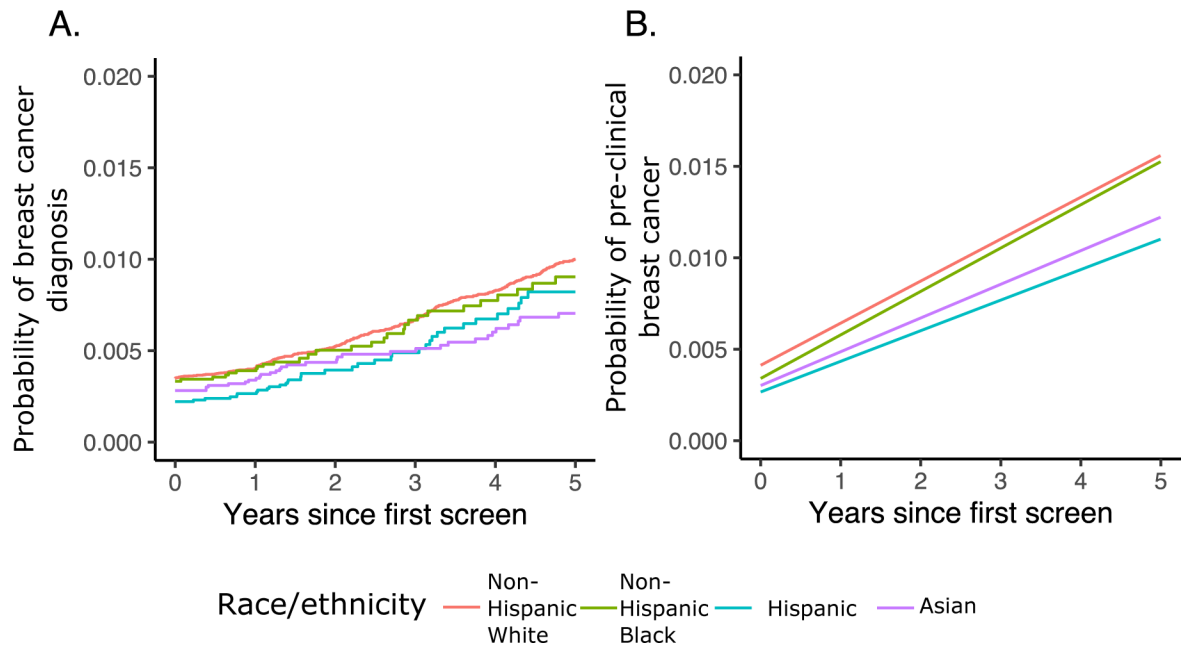 A.
Probability of breast cancer
diagnosis
0.020
0.015
0.010
0.005
0.000
0 1 2 3 4 5
Years since first screen
B.
Probability of pre-clinical
breast cancer
0.020
0.015
0.010
0.005
0.000
0 1 2 3 4 5
Years since first screen
Race/ethnicity
Non-
Hispanic
White
Non-
Hispanic
Black
Hispanic
Asian